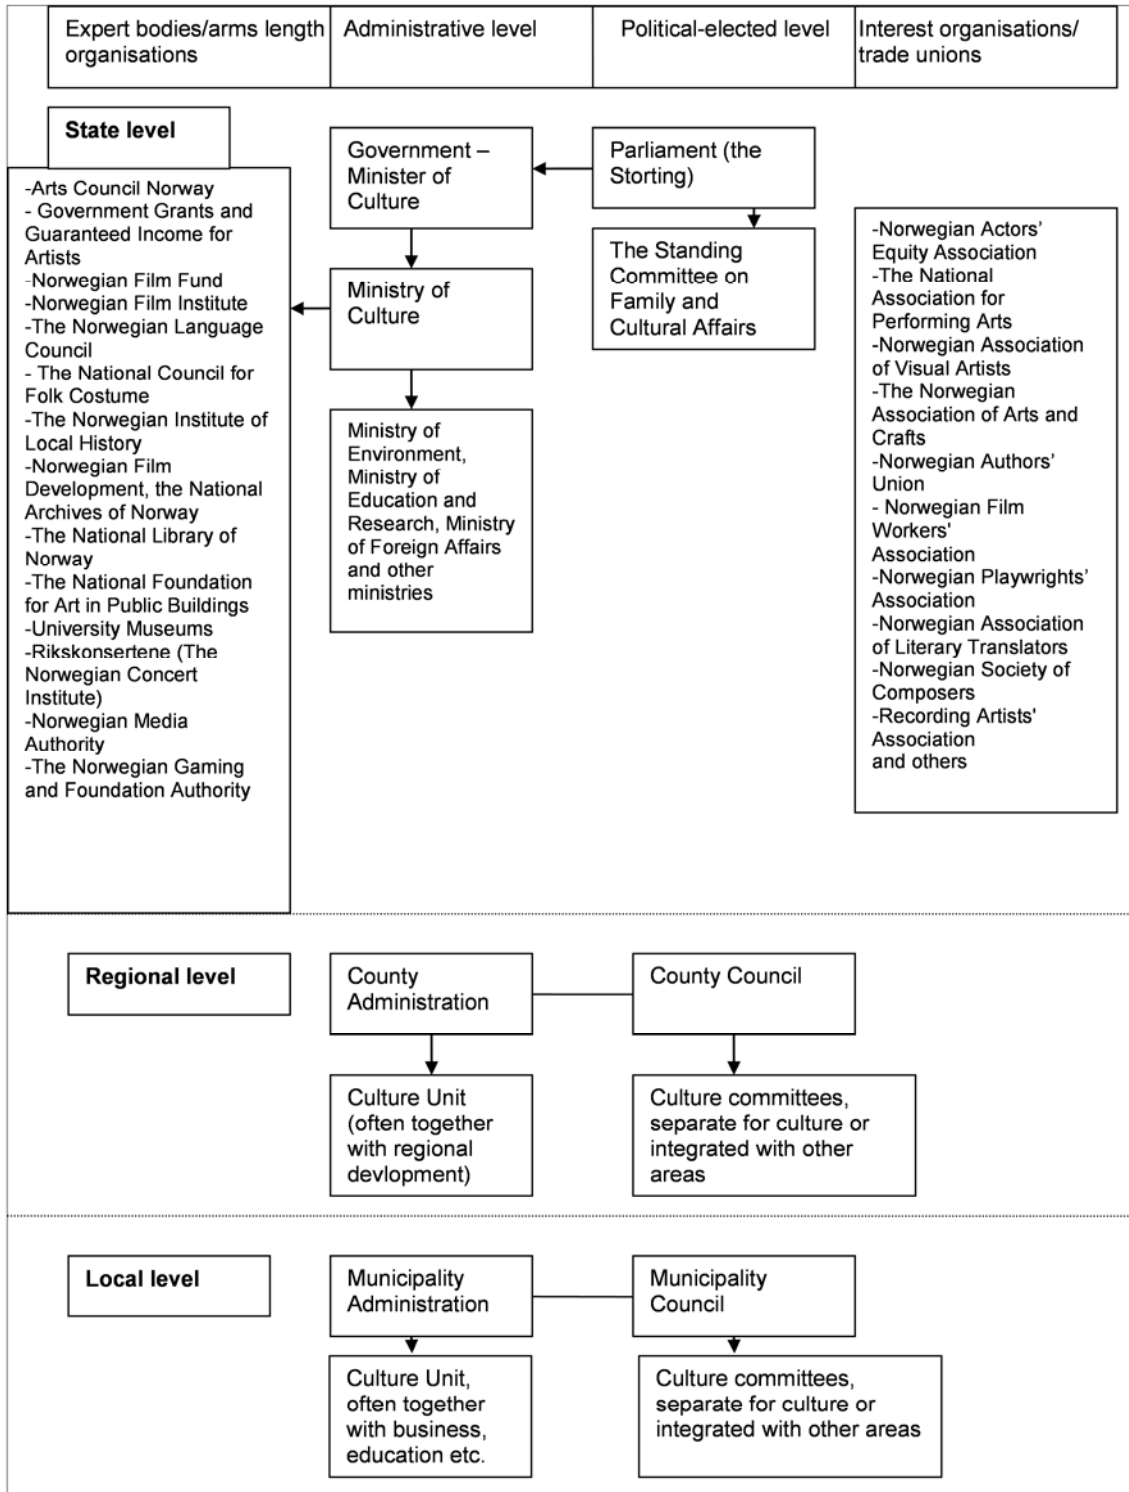 Expert bodies/arms length
organisations
Administrative level
Political-elected level
Interest organisations/
trade unions
State level
-Arts Council Norway
- Government Grants and
Guaranteed Income for
Artists
-Norwegian Film Fund
-Norwegian Film Institute
-The Norwegian Language
Council
- The National Council for
Folk Costume
-The Norwegian Institute of
Local History
-Norwegian Film
Development, the National
Archives of Norway
-The National Library of
Norway
-The National Foundation
for Art in Public Buildings
-University Museums
-Rikskonsertene (The
Norwegian Concert
Institute)
-Norwegian Media
Authority
-The Norwegian Gaming
and Foundation Authority
Government –
Minister of
Culture
Ministry of
Culture
Ministry of
Environment,
Ministry of
Education and
Research, Ministry
of Foreign Affairs
and other
ministries
Parliament (the
Storting)
The Standing
Committee on
Family and
Cultural Affairs
-Norwegian Actors’
Equity Association
-The National
Association for
Performing Arts
-Norwegian Association
of Visual Artists
-The Norwegian
Association of Arts and
Crafts
-Norwegian Authors’
Union
- Norwegian Film
Workers'
Association
-Norwegian Playwrights’
Association
-Norwegian Association
of Literary Translators
-Norwegian Society of
Composers
-Recording Artists'
Association
and others
Regional level
County
Administration
County Council
Culture Unit
(often together
with regional
devlopment)
Culture committees,
separate for culture or
integrated with other
areas
Local level
Municipality
Administration
Municipality
Council
Culture Unit,
often together
with business,
education etc.
Culture committees,
separate for culture or
integrated with other areas